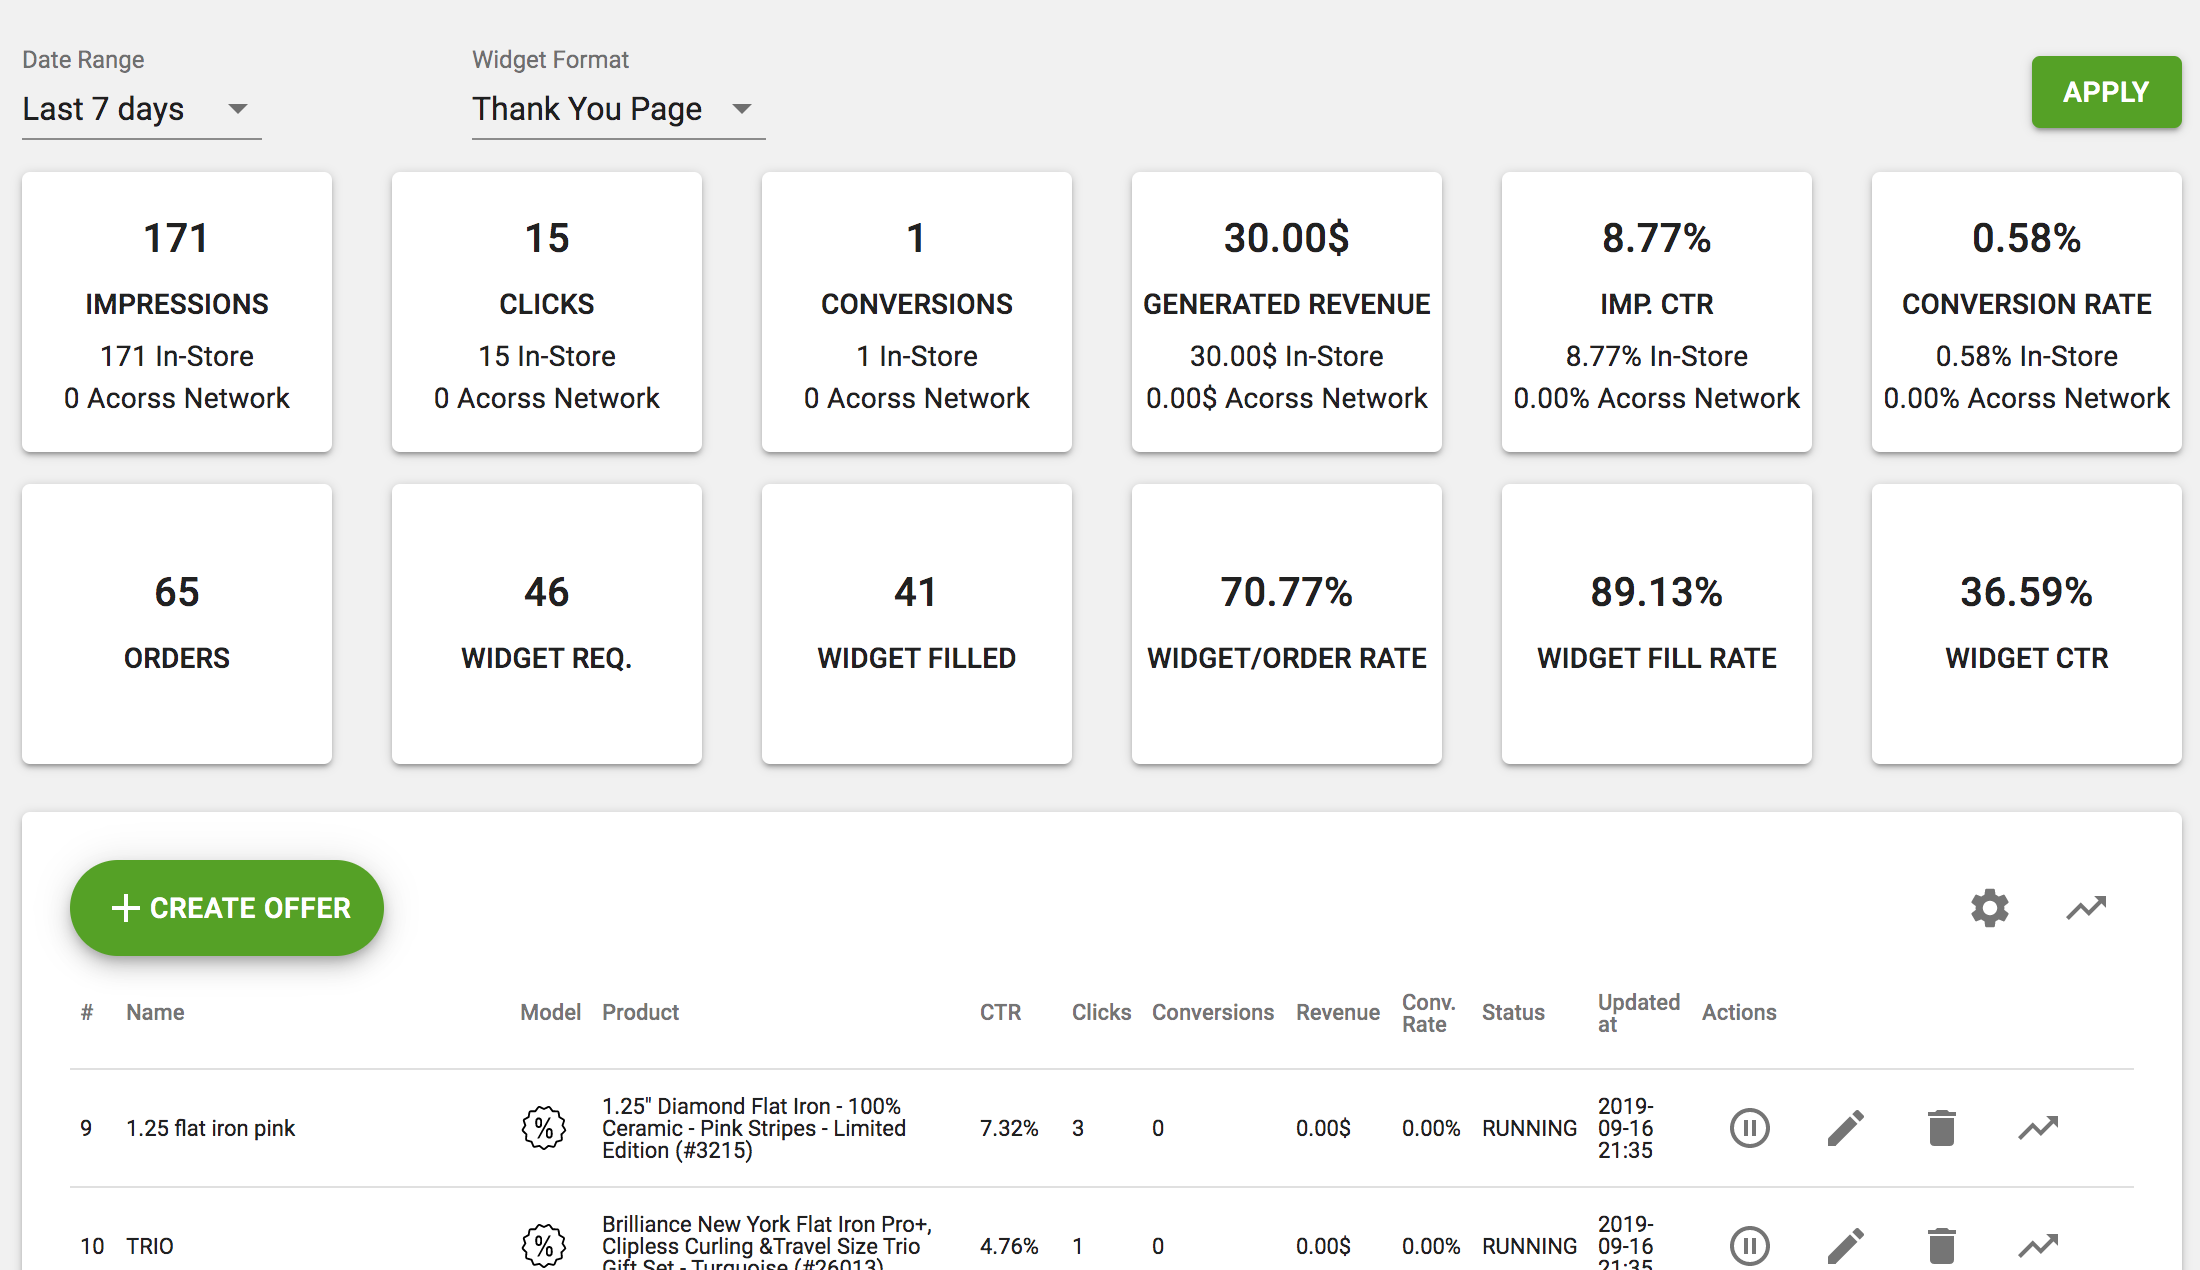 Date Range
Widget Format
Last 7 days
Thank You Page
APPLY
171
IMPRESSIONS
171 In-Store
0 Acorss Network
15
CLICKS
15 In-Store
0 Acorss Network
1
CONVERSIONS
1 In-Store
0 Acorss Network
30.00$
GENERATED REVENUE
30.00$ In-Store
0.00$ Acorss Network
8.77%
IMP. CTR
8.77% In-Store
0.00% Acorss Network
0.58%
CONVERSION RATE
0.58% In-Store
0.00% Acorss Network
65
ORDERS
46
WIDGET REQ.
41
WIDGET FILLED
70.77%
WIDGET/ORDER RATE
89.13%
WIDGET FILL RATE
36.59%
WIDGET CTR
+ CREATE OFFER
# Name Model Product CTR Clicks Conversions Revenue Conv. Rate Status Updated at Actions
9 1.25 flat iron pink
%
1.25" Diamond Flat Iron - 100%
Ceramic - Pink Stripes - Limited
Edition (#3215)
7.32% 3 0 0.00$ 0.00% RUNNING
2019-
09-16
21:35
10 TRIO
%
Brilliance New York Flat Iron Pro+,
Clipless Curling &Travel Size Trio
Gift Set - Turquoise (#26013)
4.76% 1 0 0.00$ 0.00% RUNNING
2019-
09-16
21:35